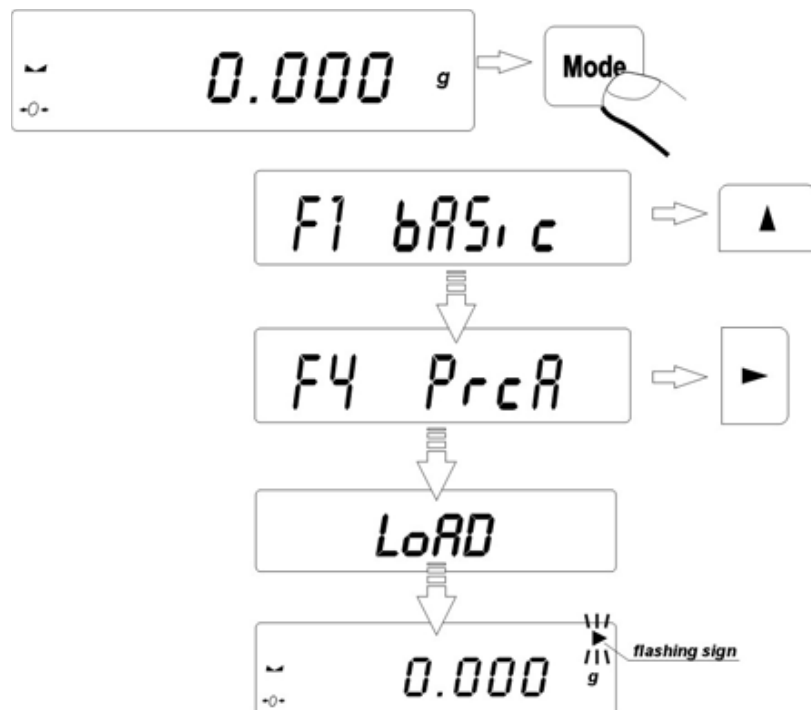 0.000 g
Mode
F1 bASic
F4 PrcA
LoAD
flashing sign
0.000 g